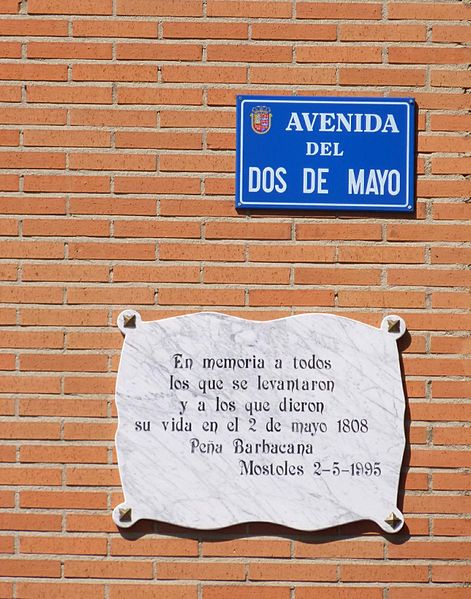 AVENIDA
DEL
DOS DE MAYO
En memoria a todos
los que se levantaron
y a los que dieron
su vida en el 2 de mayo 1808
Peña Barbacana
Mostoles 2-5-1995